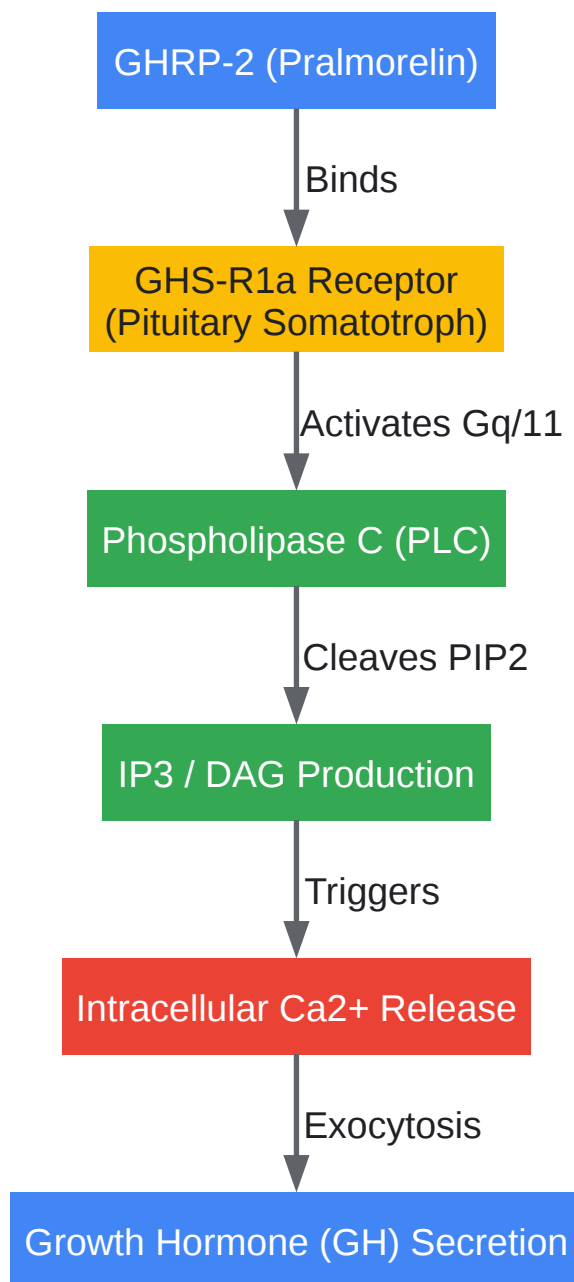 GHRP-2 (Pralmorelin)
Binds
GHS-R1a Receptor
(Pituitary Somatotroph)
Activates Gq/11
Phospholipase C (PLC)
Cleaves PIP2
IP3 / DAG Production
Triggers
Intracellular Ca2+ Release
Exocytosis
Growth Hormone (GH) Secretion